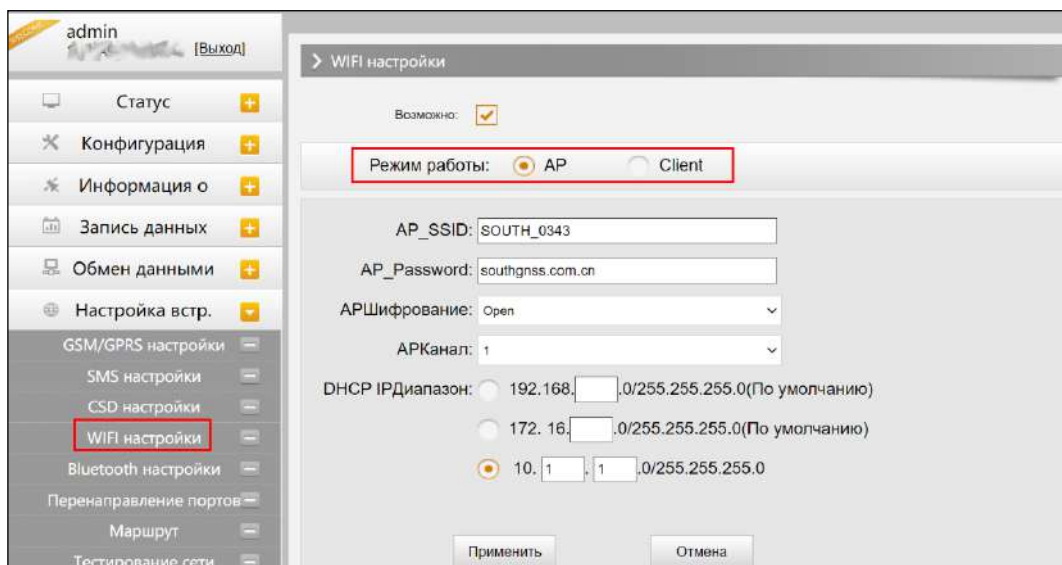 admin
[Выход]
Статус
Конфигурация
Информация о
Запись данных
Обмен данными
Настройка встр.
GSM/GPRS настройки
SMS настройки
CSD настройки
WIFI настройки
Bluetooth настройки
Перенаправление портов
Маршрут
Тестирование сети
WIFI настройки
Возможно:
Режим работы: AP Client
AP_SSID: SOUTH_0343
AP_Password: southgnss.com.cn
APШифрование: Open
APКанал: 1
DHCP IPДиапазон: 192.168. .0/255.255.255.0(По умолчанию)
172. 16. .0/255.255.255.0(По умолчанию)
10. 1 . 1 .0/255.255.255.0
Применить Отмена